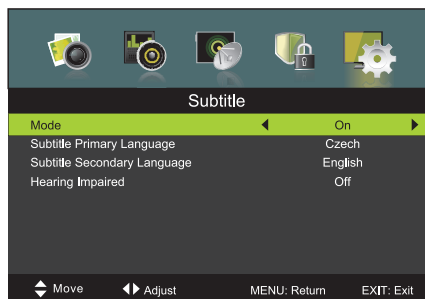 Subtitle
Mode On
Subtitle Primary Language Czech
Subtitle Secondary Language English
Hearing Impaired Off
Move Adjust MENU: Return EXIT: Exit